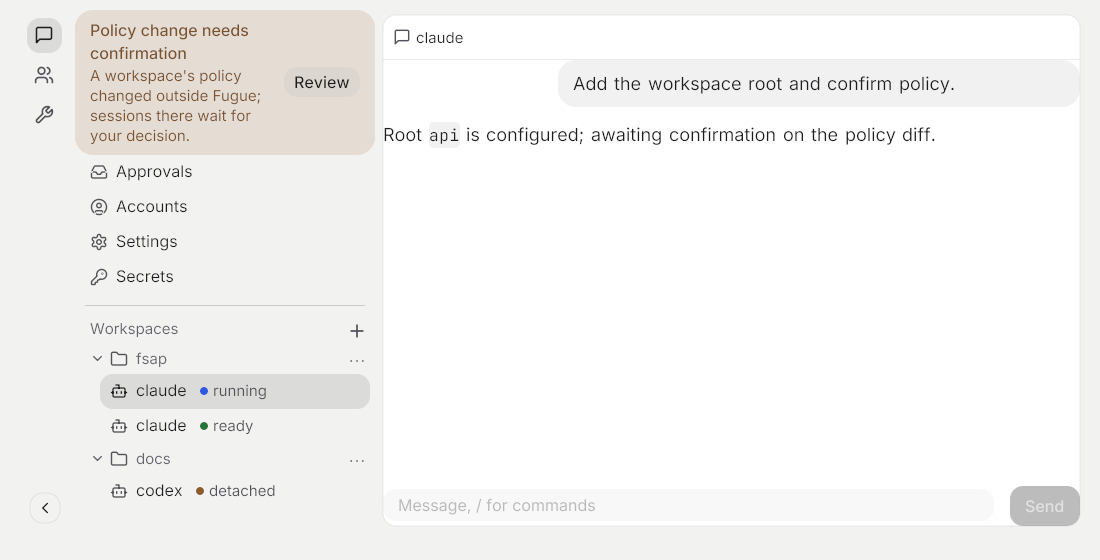 Policy change needs
confirmation
A workspace's policy
changed outside Fugue;
sessions there wait for
your decision.
Review
Approvals
Accounts
Settings
Secrets
Workspaces
fsap
...
claude running
claude ready
docs
...
codex detached
claude
Add the workspace root and confirm policy.
Root api is configured; awaiting confirmation on the policy diff.
Message, / for commands
Send